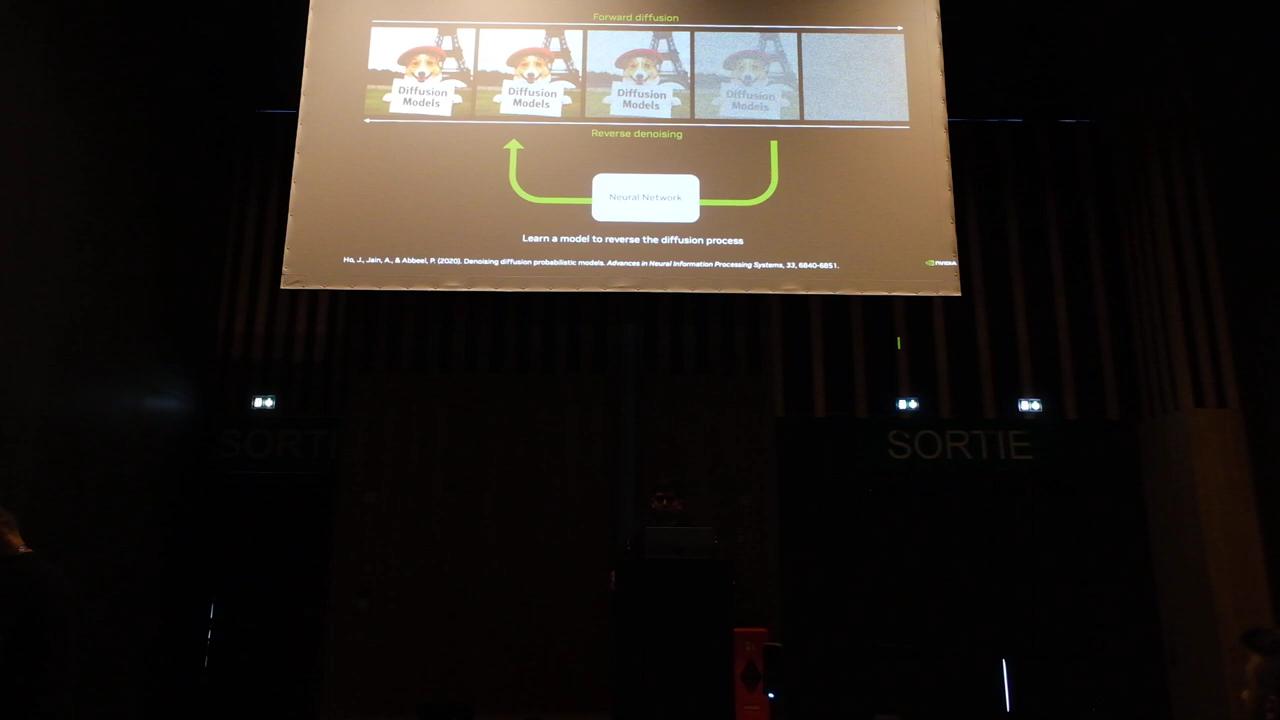 Forward diffusion
Diffusion
Models
Diffusion
Models
Diffusion
Models
Diffusion
Models
Reverse denoising
Neural Network
Learn a model to reverse the diffusion process
Ho, J., Jain, A., & Abbeel, P. (2020). Denoising diffusion probabilistic models. Advances in Neural Information Processing Systems, 33, 6840-6851.
NVIDIA
SORTIE
SORTIE